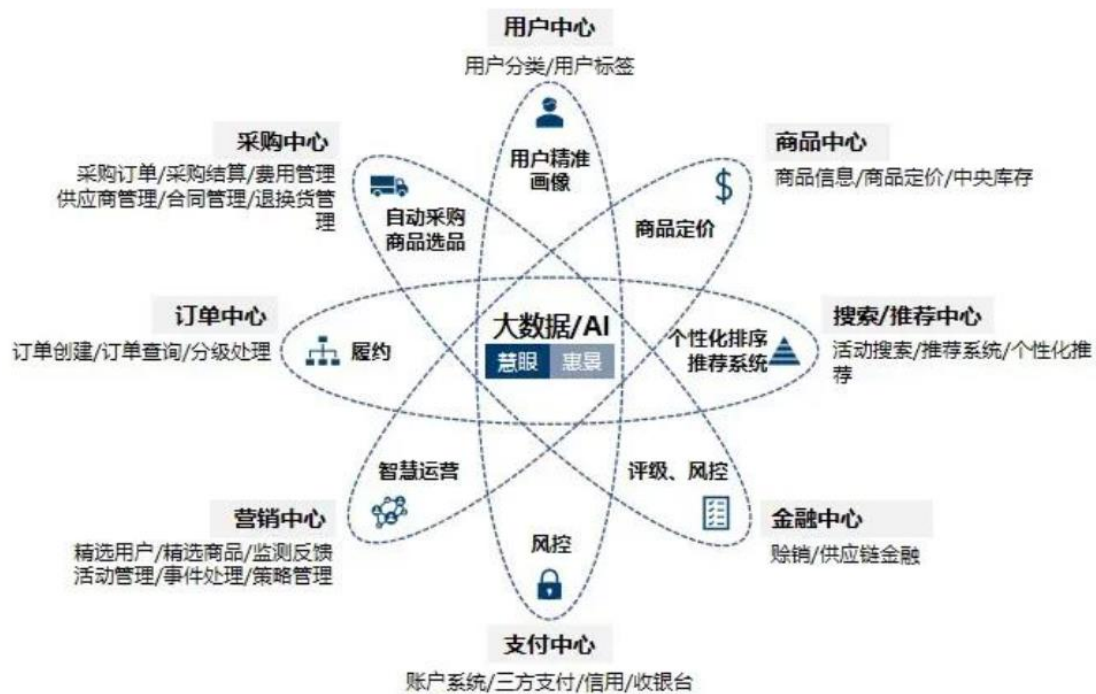 用户中心
用户分类/用户标签
用户精准
画像
采购中心
采购订单/采购结算/费用管理
供应商管理/合同管理/退换货管
理
自动采购
商品选品
商品中心
商品信息/商品定价/中央库存
商品定价
订单中心
订单创建/订单查询/分级处理
履约
大数据/AI
慧眼 惠景
个性化排序
推荐系统
搜索/推荐中心
活动搜索/推荐系统/个性化推
荐
智慧运营
营销中心
精选用户/精选商品/监测反馈
活动管理/事件处理/策略管理
评级、风控
金融中心
赊销/供应链金融
风控
支付中心
账户系统/三方支付/信用/收银台